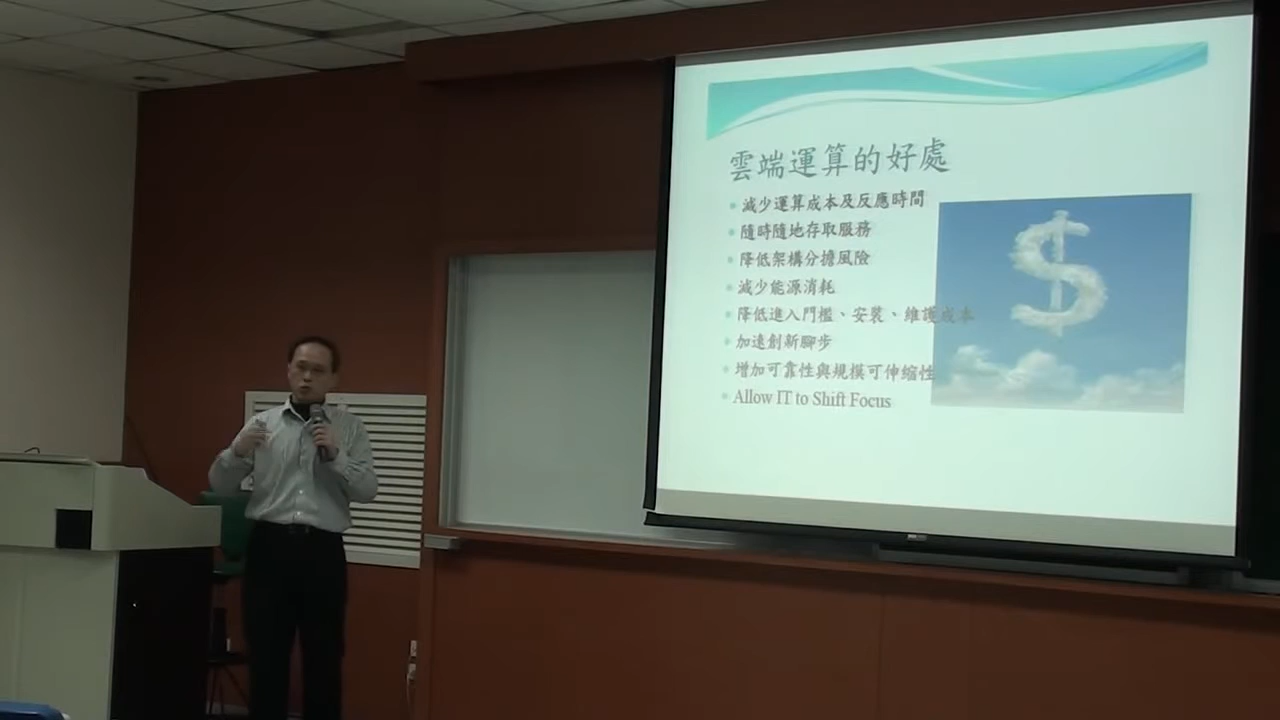 雲端運算的好處
減少運算成本及反應時間
隨時隨地存取服務
降低架構分擔風險
減少能源消耗
降低進入門檻、安裝、維護成本
加速創新腳步
增加可靠性與規模可伸縮性
Allow IT to Shift Focus
$